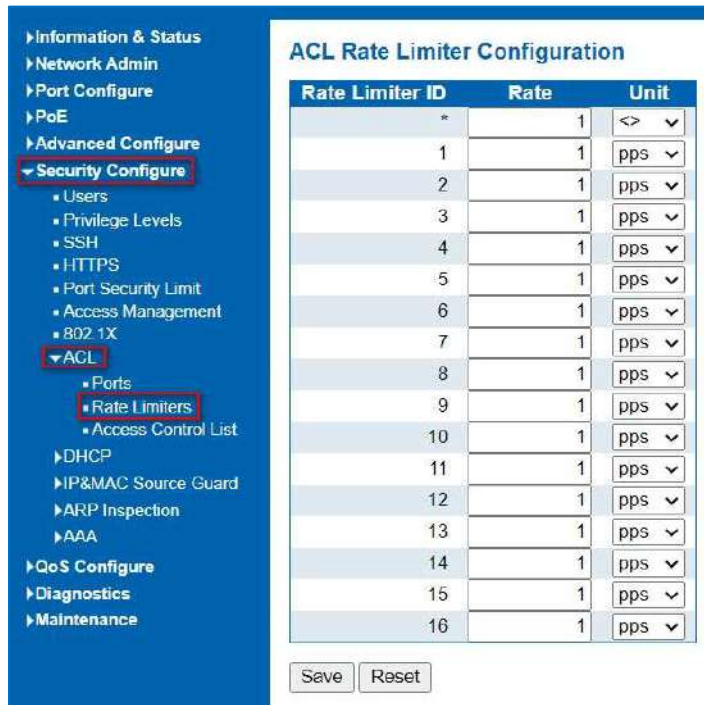 Information & Status
Network Admin
Port Configure
PoE
Advanced Configure
Security Configure
Users
Privilege Levels
SSH
HTTPS
Port Security Limit
Access Management
802.1X
ACL
Ports
Rate Limiters
Access Control List
DHCP
IP&MAC Source Guard
ARP Inspection
AAA
QoS Configure
Diagnostics
Maintenance
ACL Rate Limiter Configuration
Rate Limiter ID Rate Unit
* 1 <>
1 1 pps
2 1 pps
3 1 pps
4 1 pps
5 1 pps
6 1 pps
7 1 pps
8 1 pps
9 1 pps
10 1 pps
11 1 pps
12 1 pps
13 1 pps
14 1 pps
15 1 pps
16 1 pps
Save Reset